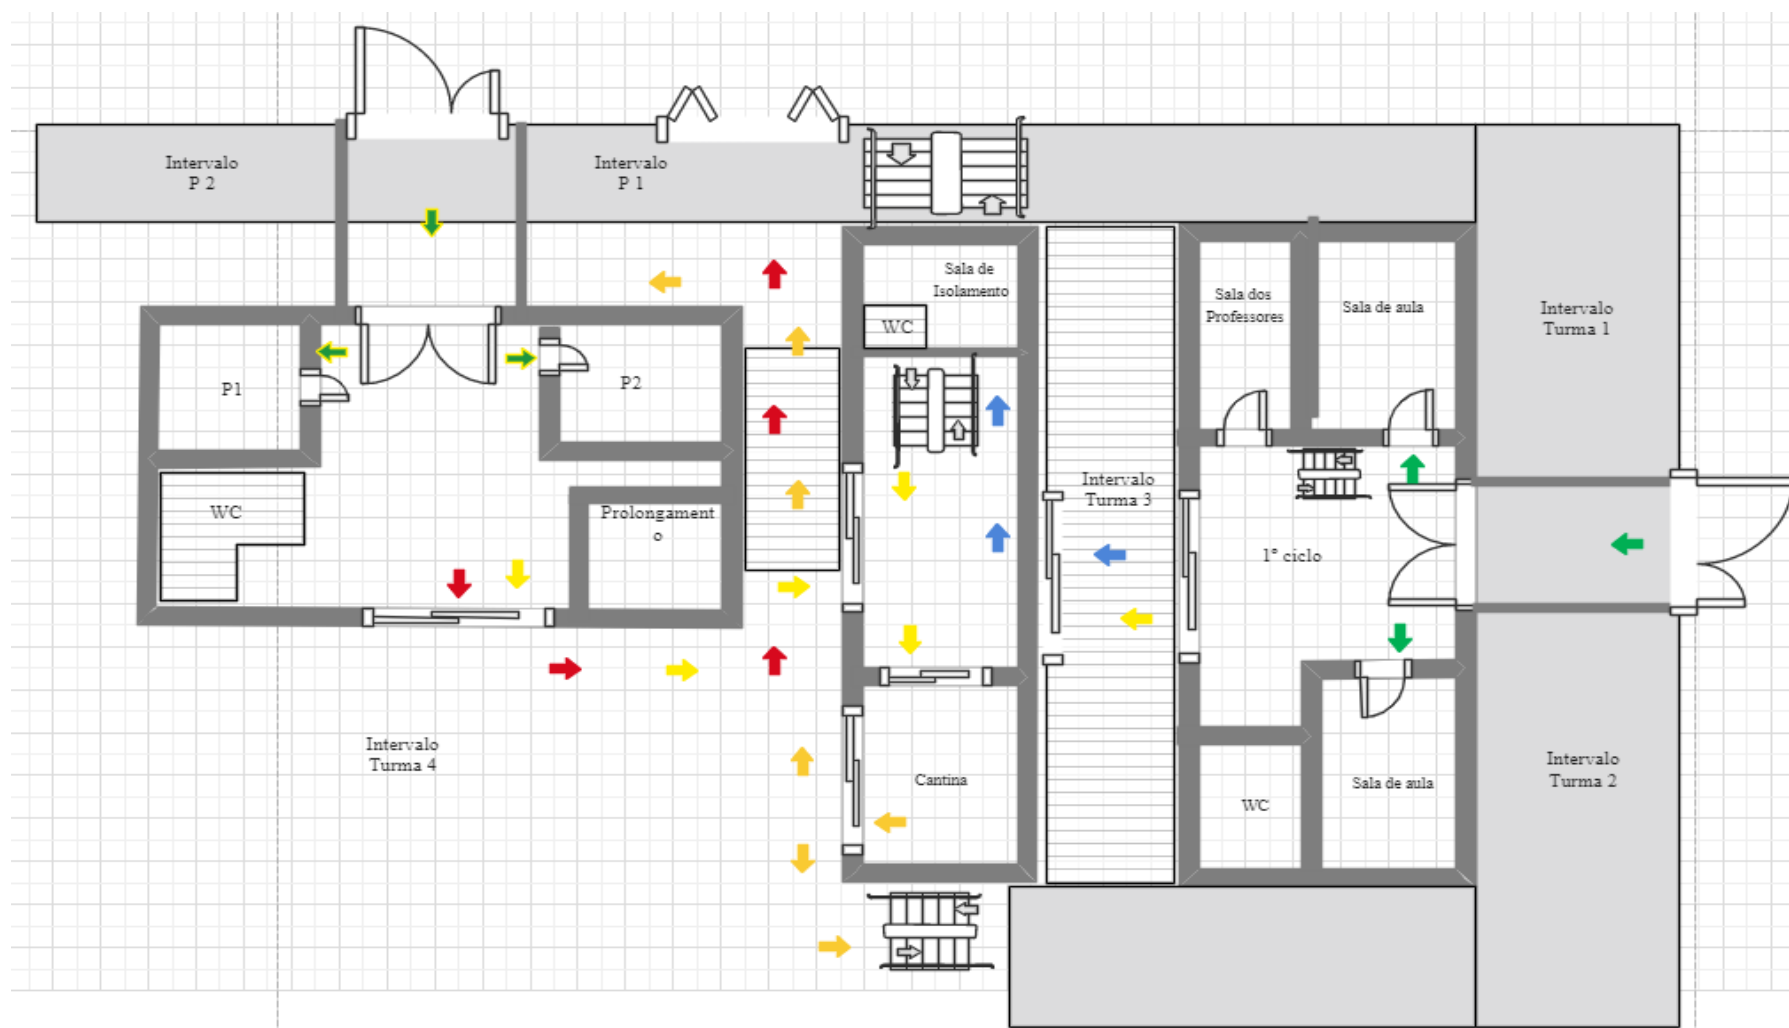 Intervalo
P 2
Intervalo
P 1
Sala de
Isolamento
WC
Sala dos
Professores
Sala de aula
Intervalo
Turma 1
P1
P2
WC
Prolongament
o
Intervalo
Turma 3
1º ciclo
Intervalo
Turma 4
Cantina
WC
Sala de aula
Intervalo
Turma 2